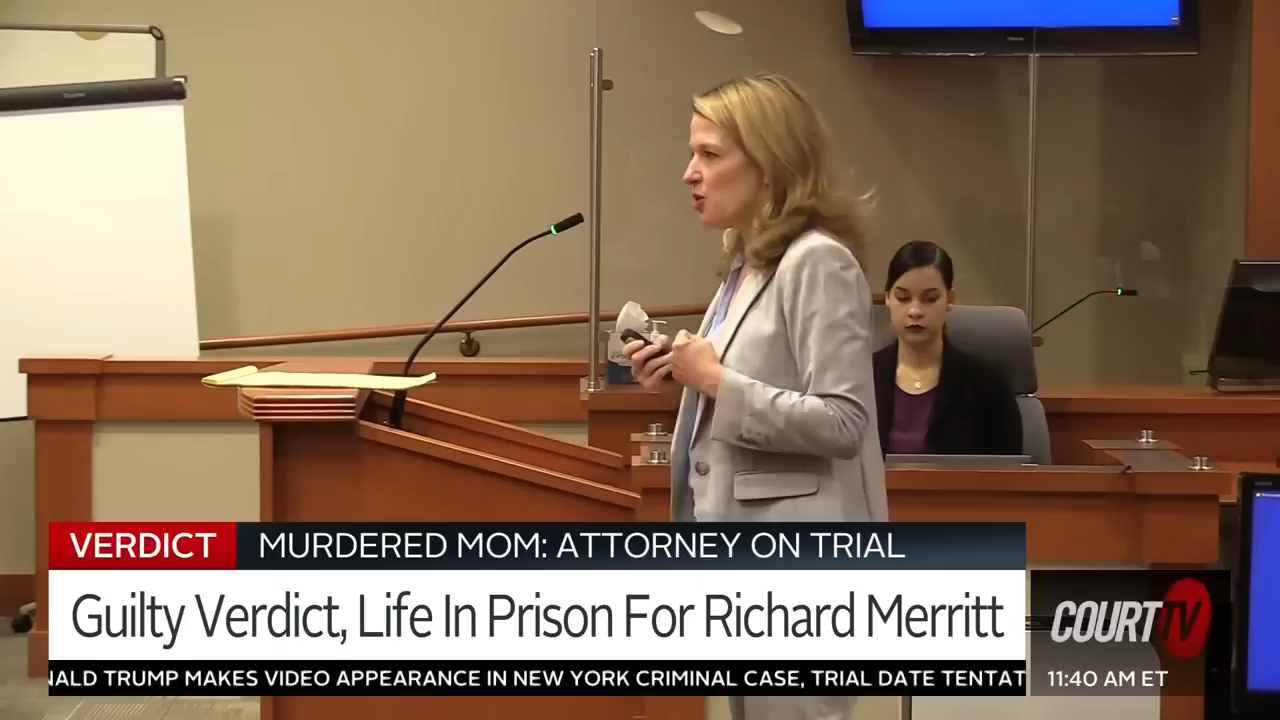 VERDICT MURDERED MOM: ATTORNEY ON TRIAL
Guilty Verdict, Life In Prison For Richard Merritt
COURT TV
NALD TRUMP MAKES VIDEO APPEARANCE IN NEW YORK CRIMINAL CASE, TRIAL DATE TENTAT
11:40 AM ET